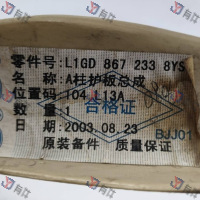 有立
零件号: L1GD 867 233 8YS
名 称: A柱护板总成
位置码: 104 L13A
数 量: 1 合格证
日 期: 2003.08.23 BJJ01
原装备件 质量保证